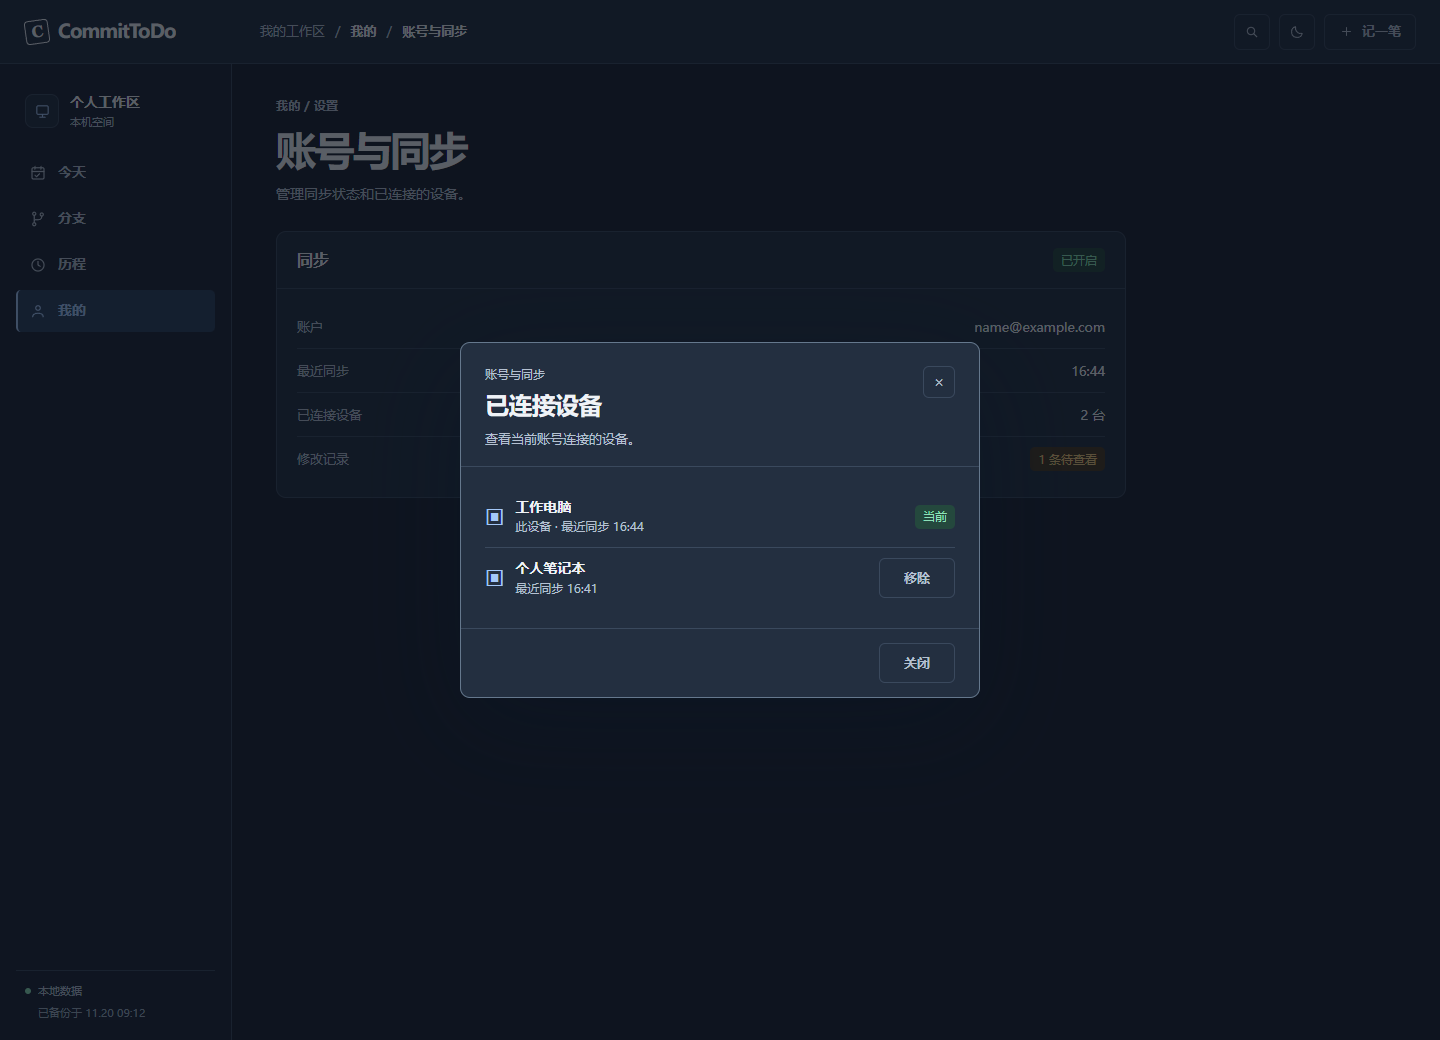 C CommitToDo
我的工作区 / 我的 / 账号与同步
+ 记一笔
个人工作区
本机空间
今天
分支
历程
我的
本地数据
已备份于 11.20 09:12
我的 / 设置
账号与同步
管理同步状态和已连接的设备。
同步
已开启
账户
name@example.com
最近同步
16:44
已连接设备
2 台
修改记录
1 条待查看
账号与同步
×
已连接设备
查看当前账号连接的设备。
工作电脑
此设备 · 最近同步 16:44
当前
个人笔记本
最近同步 16:41
移除
关闭